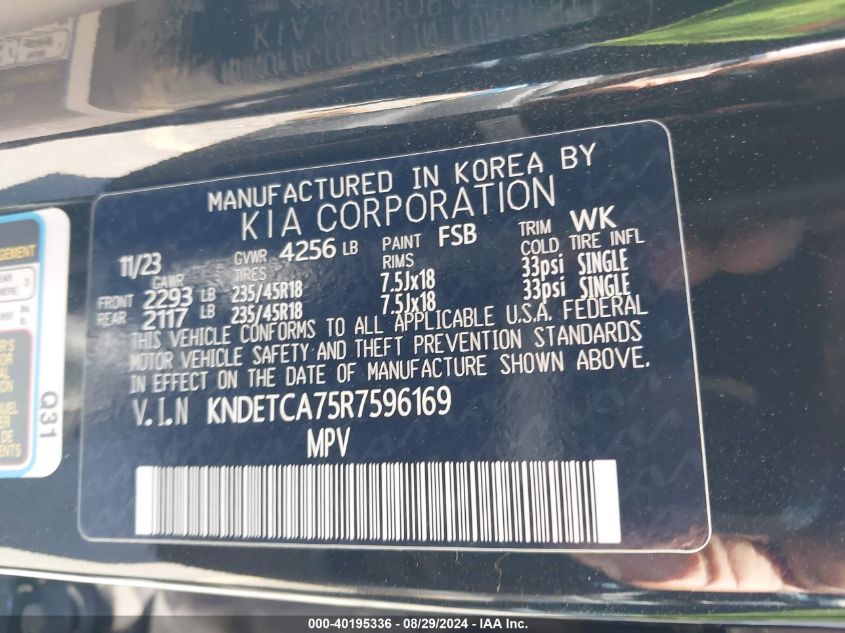 KIA CORPORA
MANUFACTURED IN KOREA BY
KIA CORPORATION
11/23 GVWR 4256 LB PAINT FSB TRIM WK
GAWR TIRES RIMS COLD TIRE INFL
FRONT 2293 LB 235/45R18 7.5Jx18 33psi SINGLE
REAR 2117 LB 235/45R18 7.5Jx18 33psi SINGLE
THIS VEHICLE CONFORMS TO ALL APPLICABLE U.S.A. FEDERAL
MOTOR VEHICLE SAFETY AND THEFT PREVENTION STANDARDS
IN EFFECT ON THE DATE OF MANUFACTURE SHOWN ABOVE.
V.I.N KNDETCA75R7596169
MPV
Q31
000-40195336 - 08/29/2024 - IAA Inc.